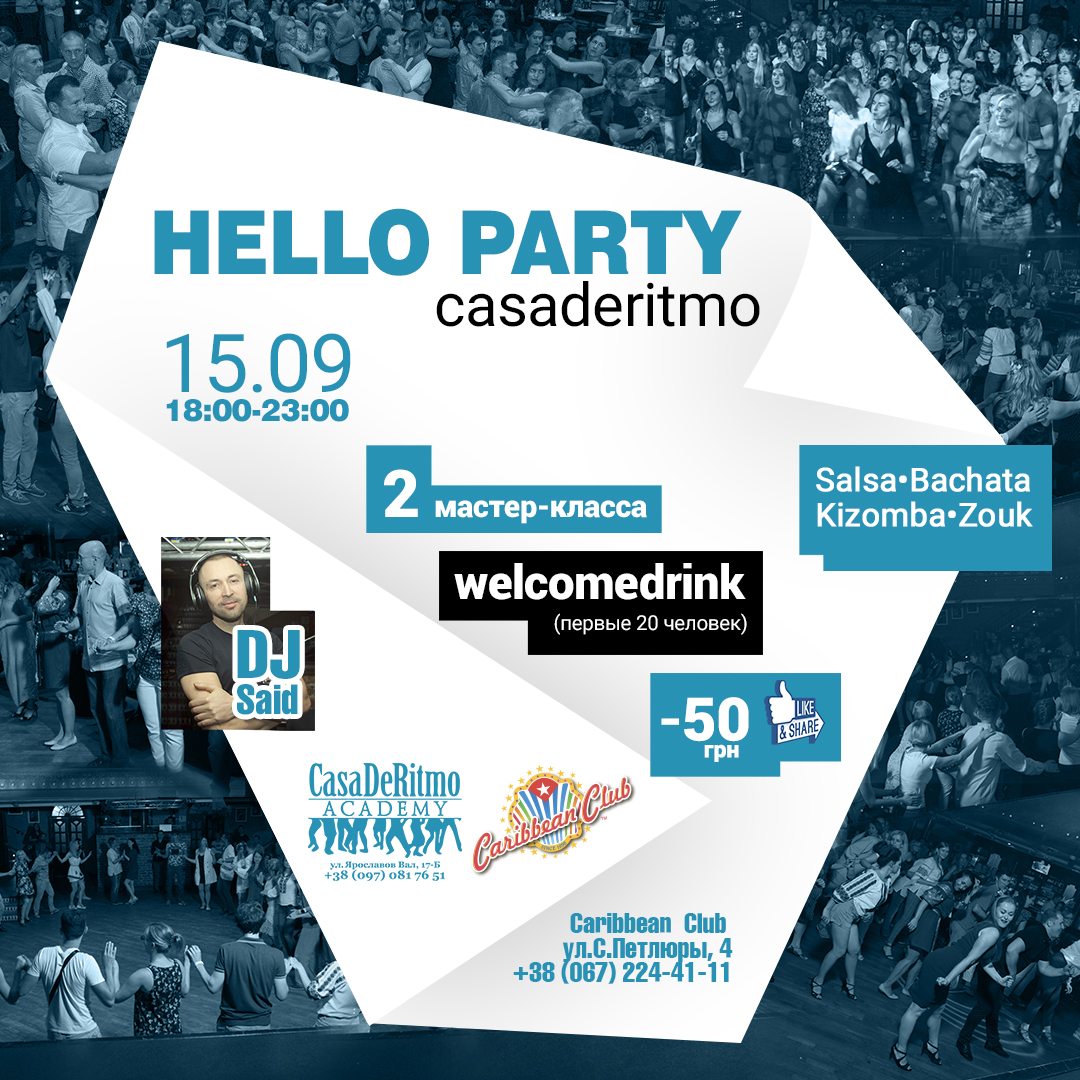 HELLO PARTY
casaderitmo
15.09
18:00-23:00
2 мастер-класса
Salsa•Bachata
Kizomba•Zouk
welcomedrink
(первые 20 человек)
DJ
Said
-50
грн
LIKE
& SHARE
CasaDeRitmo
ACADEMY
ул.Ярославов Вал, 17-Б
+38 (097) 081 76 51
Caribbean Club
Caribbean Club
ул.С.Петлюры, 4
+38 (067) 224-41-11